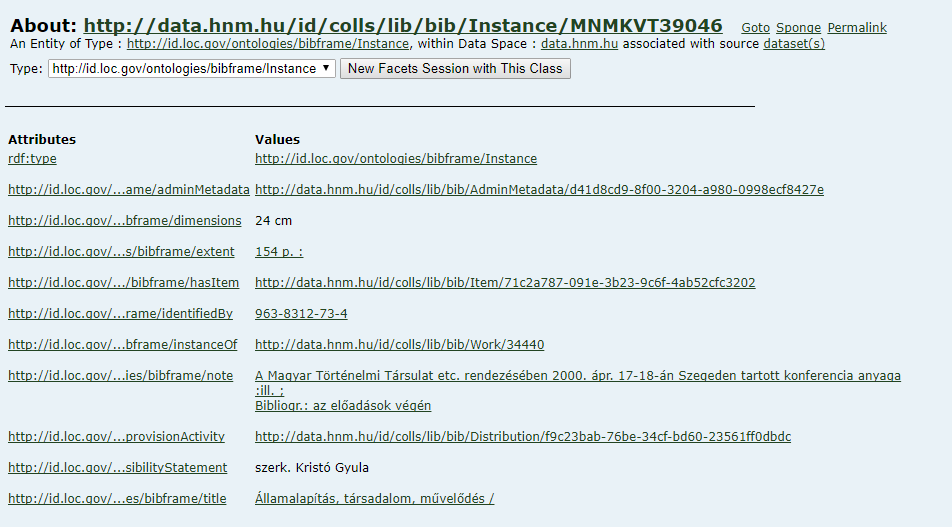 About: http://data.hnm.hu/id/colls/lib/bib/Instance/MNMKVT39046 Goto Sponge Permalink
An Entity of Type : http://id.loc.gov/ontologies/bibframe/Instance, within Data Space : data.hnm.hu associated with source dataset(s)
Type: http://id.loc.gov/ontologies/bibframe/Instance ▼ New Facets Session with This Class
Attributes Values
rdf:type http://id.loc.gov/ontologies/bibframe/Instance
http://id.loc.gov/...ame/adminMetadata http://data.hnm.hu/id/colls/lib/bib/AdminMetadata/d41d8cd9-8f00-3204-a980-0998ecf8427e
http://id.loc.gov/...bframe/dimensions 24 cm
http://id.loc.gov/...s/bibframe/extent 154 p. :
http://id.loc.gov/.../bibframe/hasItem http://data.hnm.hu/id/colls/lib/bib/Item/71c2a787-091e-3b23-9c6f-4ab52cfc3202
http://id.loc.gov/...rame/identifiedBy 963-8312-73-4
http://id.loc.gov/...bframe/instanceOf http://data.hnm.hu/id/colls/lib/bib/Work/34440
http://id.loc.gov/...ies/bibframe/note A Magyar Történelmi Társulat etc. rendezésében 2000. ápr. 17-18-án Szegeden tartott konferencia anyaga
:ill. ;
Bibliogr.: az előadások végén
http://id.loc.gov/...provisionActivity http://data.hnm.hu/id/colls/lib/bib/Distribution/f9c23bab-76be-34cf-bd60-23561ff0dbdc
http://id.loc.gov/...sibilityStatement szerk. Kristó Gyula
http://id.loc.gov/...es/bibframe/title Államalapítás, társadalom, művelődés /